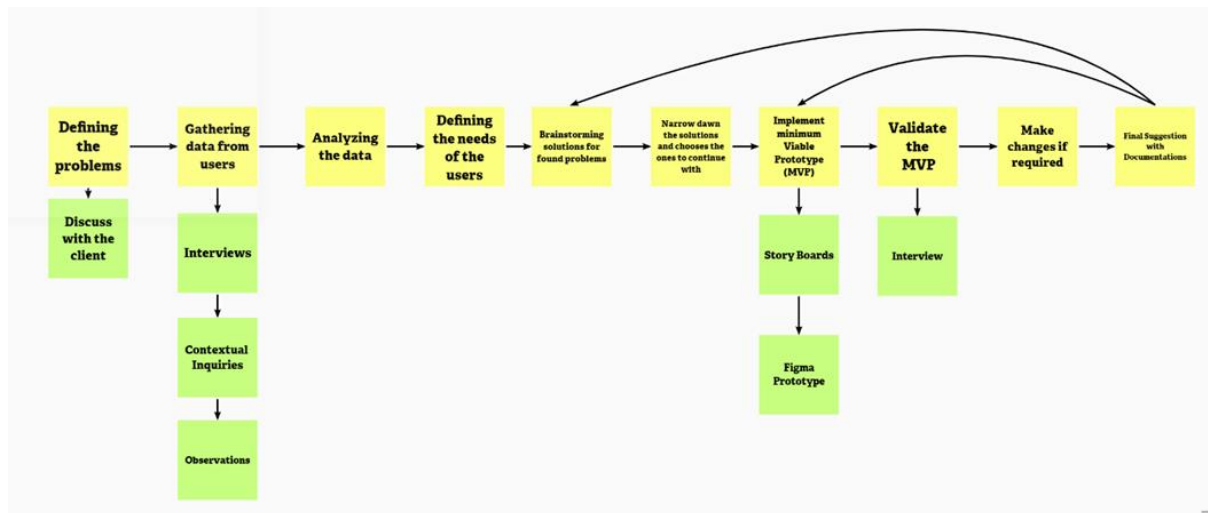 Defining
the
problems
Gathering
data from
users
Analyzing
the data
Defining
the needs
of the
users
Brainstorming
solutions for
found problems
Narrow dawn
the solutions
and chooses the
ones to continue
with
Implement
minimum
Viable
Prototype
(MVP)
Validate
the
MVP
Make
changes if
required
Final Suggestion
with
Documentations
Discuss
with the
client
Interviews
Contextual
Inquiries
Observations
Story Boards
Figma
Prototype
Interview